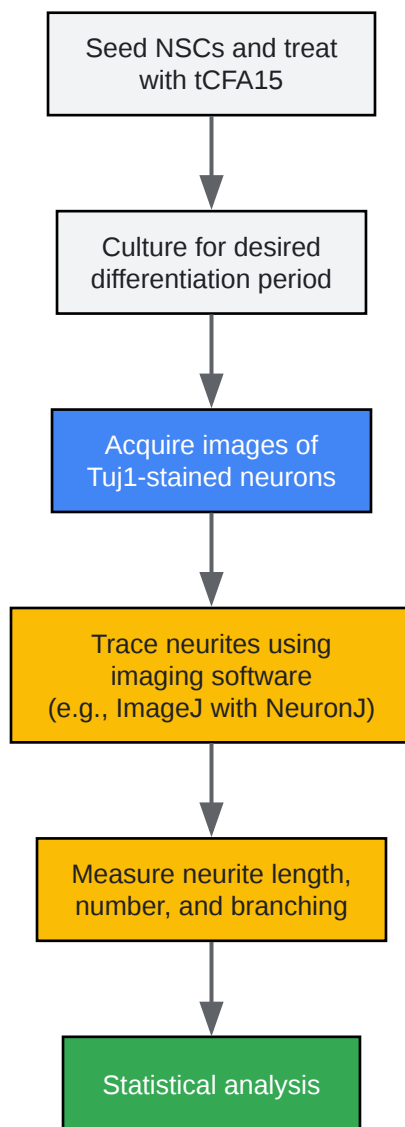 Seed NSCs and treat
with tCFA15
Culture for desired
differentiation period
Acquire images of
Tuj1-stained neurons
Trace neurites using
imaging software
(e.g., ImageJ with NeuronJ)
Measure neurite length,
number, and branching
Statistical analysis